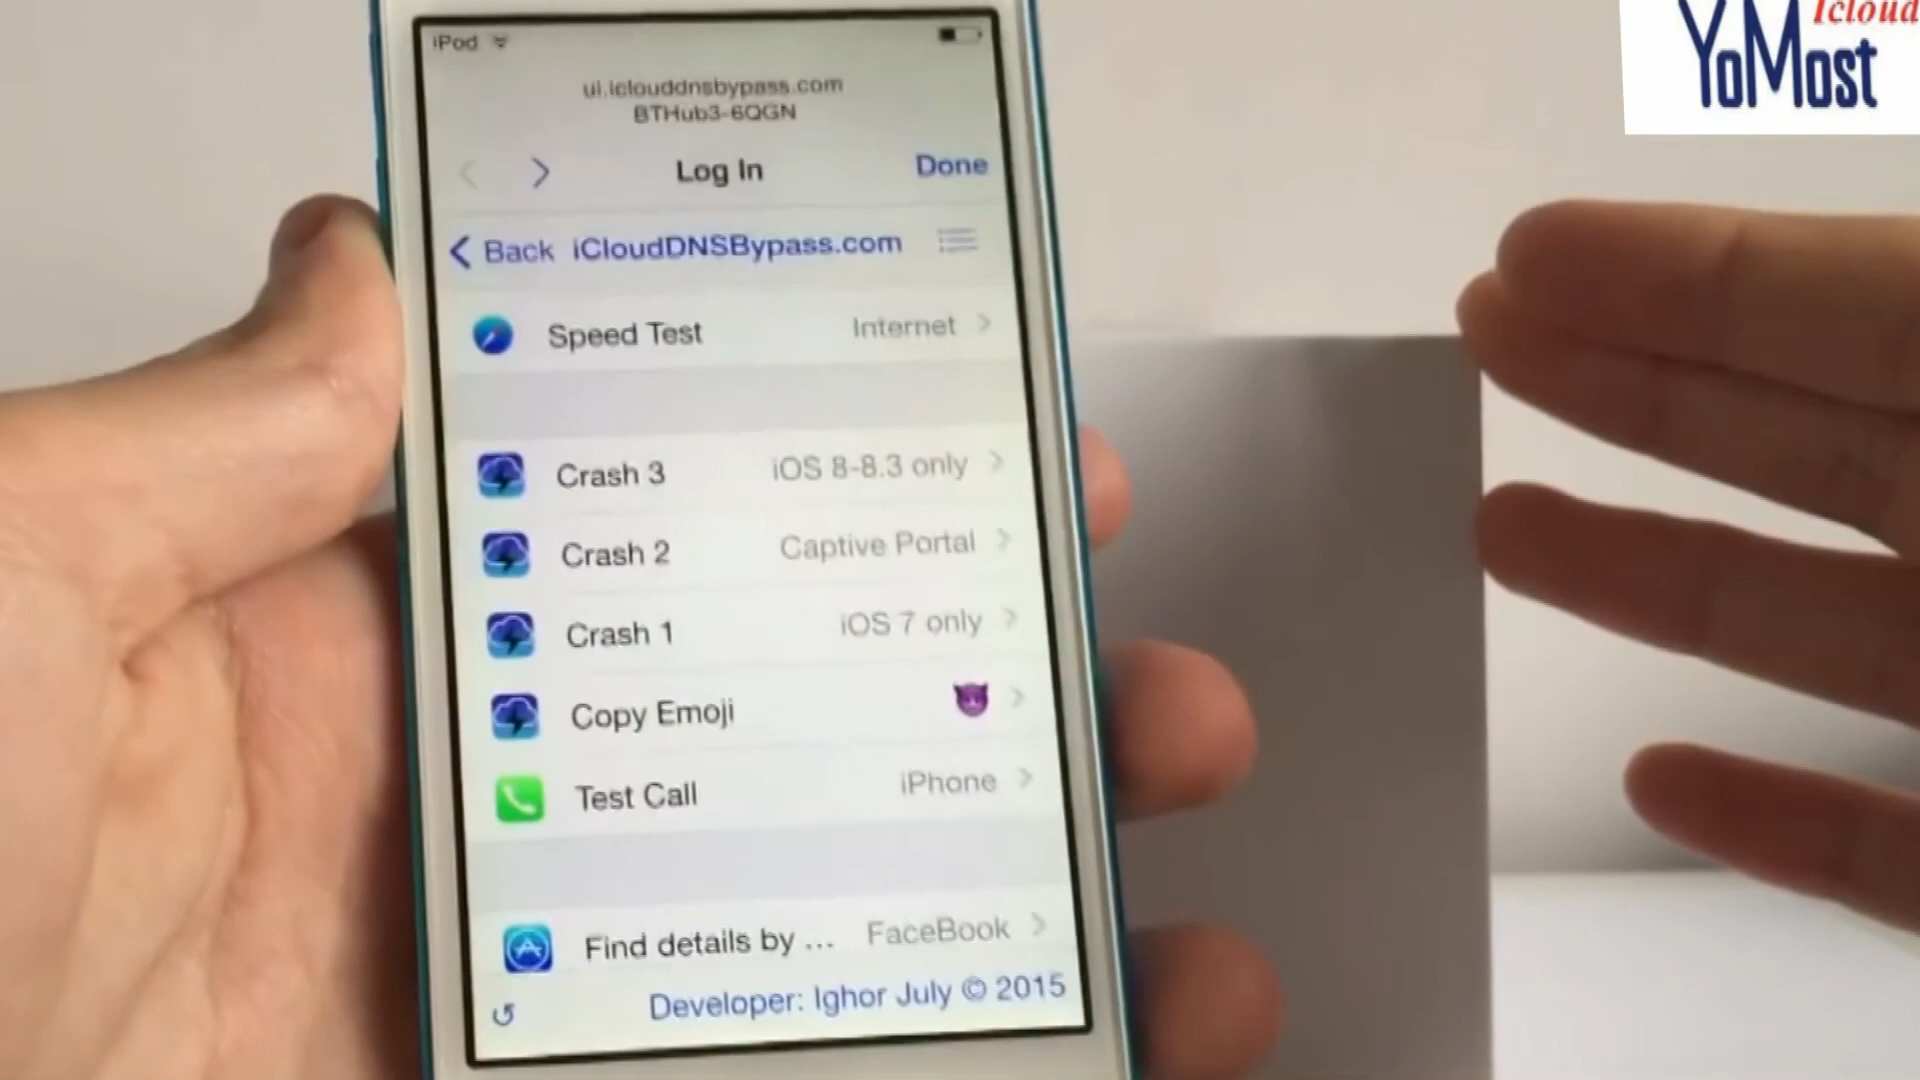 Icloud
YoMost
iPod
ui.iclouddnsbypass.com
BTHub3-6QGN
Log In
Done
Back iCloudDNSBypass.com
Speed Test Internet
Crash 3 iOS 8-8.3 only
Crash 2 Captive Portal
Crash 1 iOS 7 only
Copy Emoji 😈
Test Call iPhone
Find details by ... FaceBook
Developer: Ighor July © 2015